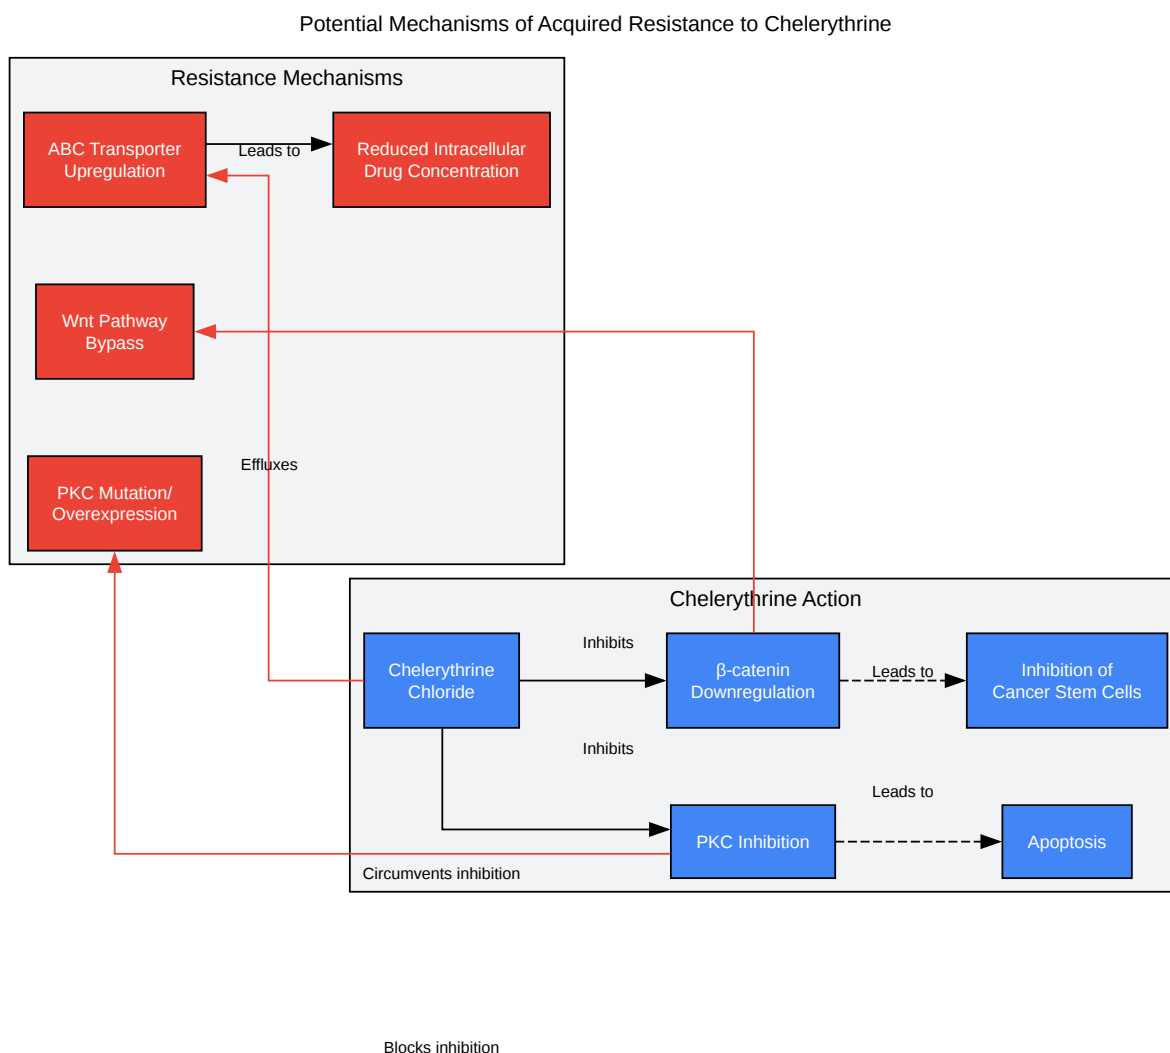 Potential Mechanisms of Acquired Resistance to Chelerythrine
Resistance Mechanisms
ABC Transporter
Upregulation
Leads to
Reduced Intracellular
Drug Concentration
Wnt Pathway
Bypass
Effluxes
PKC Mutation/
Overexpression
Chelerythrine Action
Chelerythrine
Chloride
Inhibits
β-catenin
Downregulation
Leads to
Inhibition of
Cancer Stem Cells
Inhibits
Leads to
PKC Inhibition
Apoptosis
Circumvents inhibition
Blocks inhibition